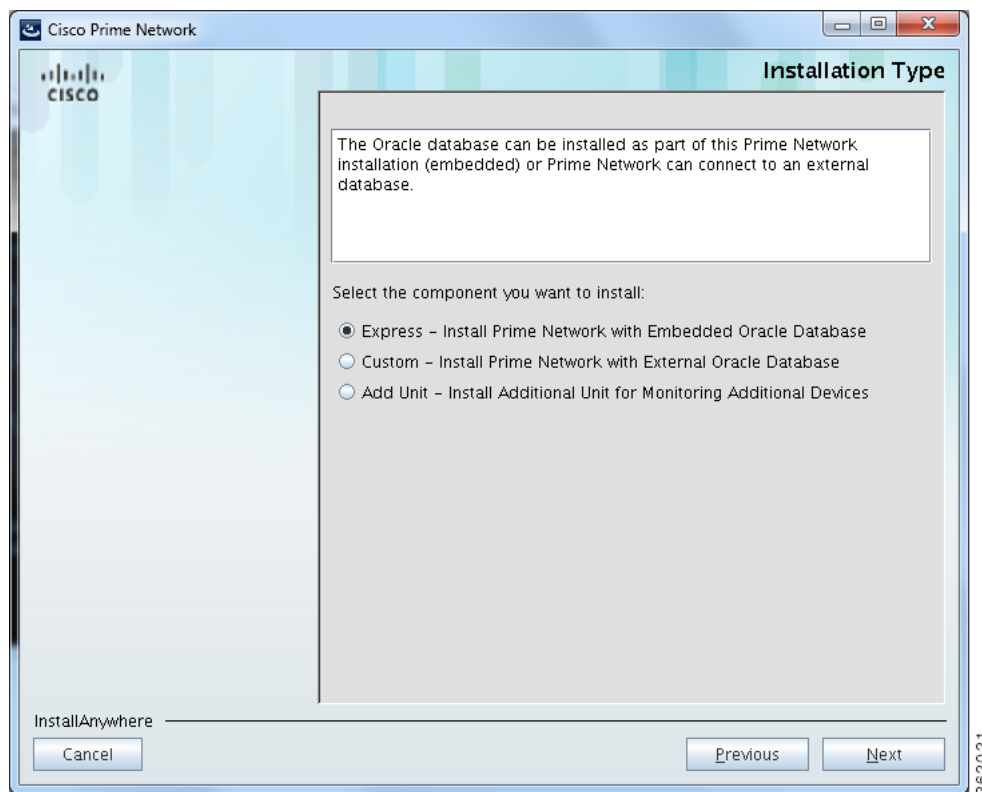 Cisco Prime Network
CISCO
Installation Type
The Oracle database can be installed as part of this Prime Network
installation (embedded) or Prime Network can connect to an external
database.
Select the component you want to install:
Express – Install Prime Network with Embedded Oracle Database
Custom – Install Prime Network with External Oracle Database
Add Unit – Install Additional Unit for Monitoring Additional Devices
InstallAnywhere
Cancel
Previous
Next